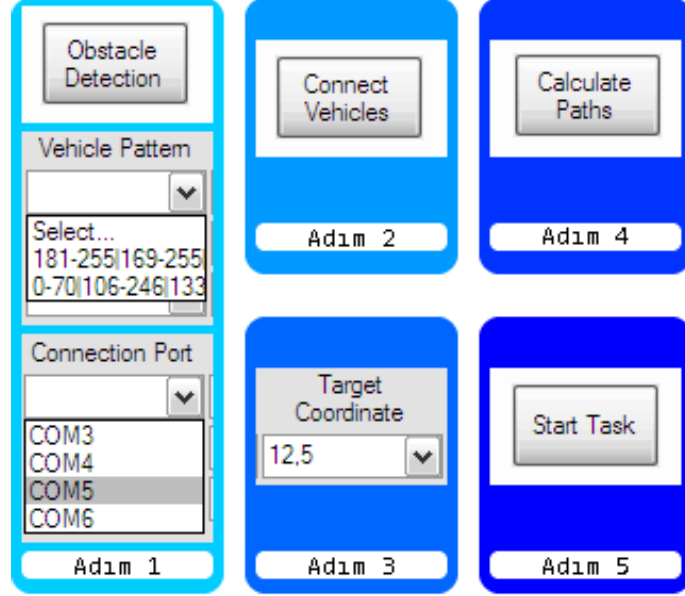 Obstacle
Detection
Vehicle Pattern
Select...
181-255|169-255|
0-70|106-246|133
Connection Port
COM3
COM4
COM5
COM6
Adım 1
Connect
Vehicles
Adım 2
Target
Coordinate
12,5
Adım 3
Calculate
Paths
Adım 4
Start Task
Adım 5